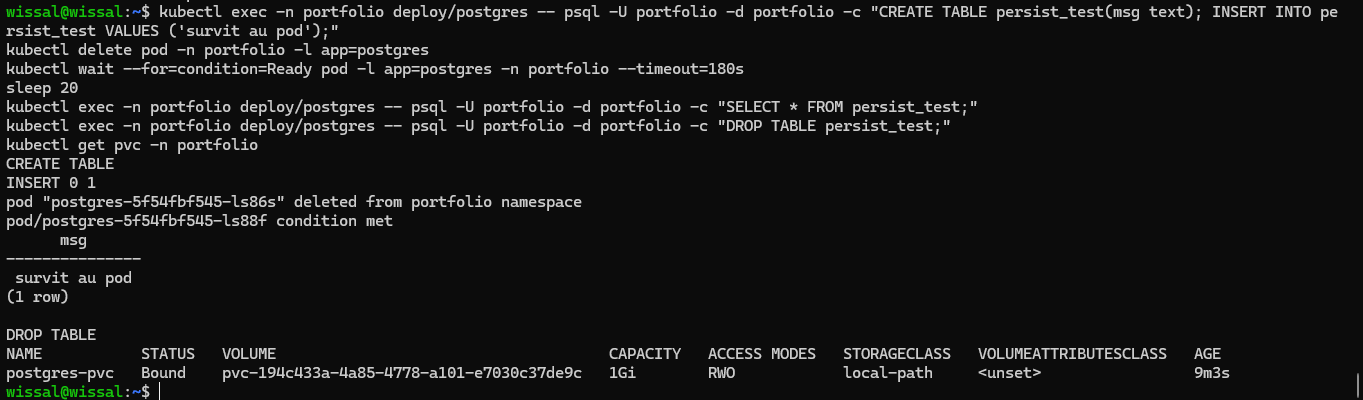 wissal@wissal:~$ kubectl exec -n portfolio deploy/postgres -- psql -U portfolio -d portfolio -c "CREATE TABLE persist_test(msg text); INSERT INTO pe
rsist_test VALUES ('survit au pod');"
kubectl delete pod -n portfolio -l app=postgres
kubectl wait --for=condition=Ready pod -l app=postgres -n portfolio --timeout=180s
sleep 20
kubectl exec -n portfolio deploy/postgres -- psql -U portfolio -d portfolio -c "SELECT * FROM persist_test;"
kubectl exec -n portfolio deploy/postgres -- psql -U portfolio -d portfolio -c "DROP TABLE persist_test;"
kubectl get pvc -n portfolio
CREATE TABLE
INSERT 0 1
pod "postgres-5f54fbf545-ls86s" deleted from portfolio namespace
pod/postgres-5f54fbf545-ls88f condition met
      msg
---------------
 survit au pod
(1 row)

DROP TABLE
NAME           STATUS   VOLUME                                     CAPACITY   ACCESS MODES   STORAGECLASS   VOLUMEATTRIBUTESCLASS   AGE
postgres-pvc   Bound    pvc-194c433a-4a85-4778-a101-e7030c37de9c   1Gi        RWO            local-path     <unset>                 9m3s
wissal@wissal:~$